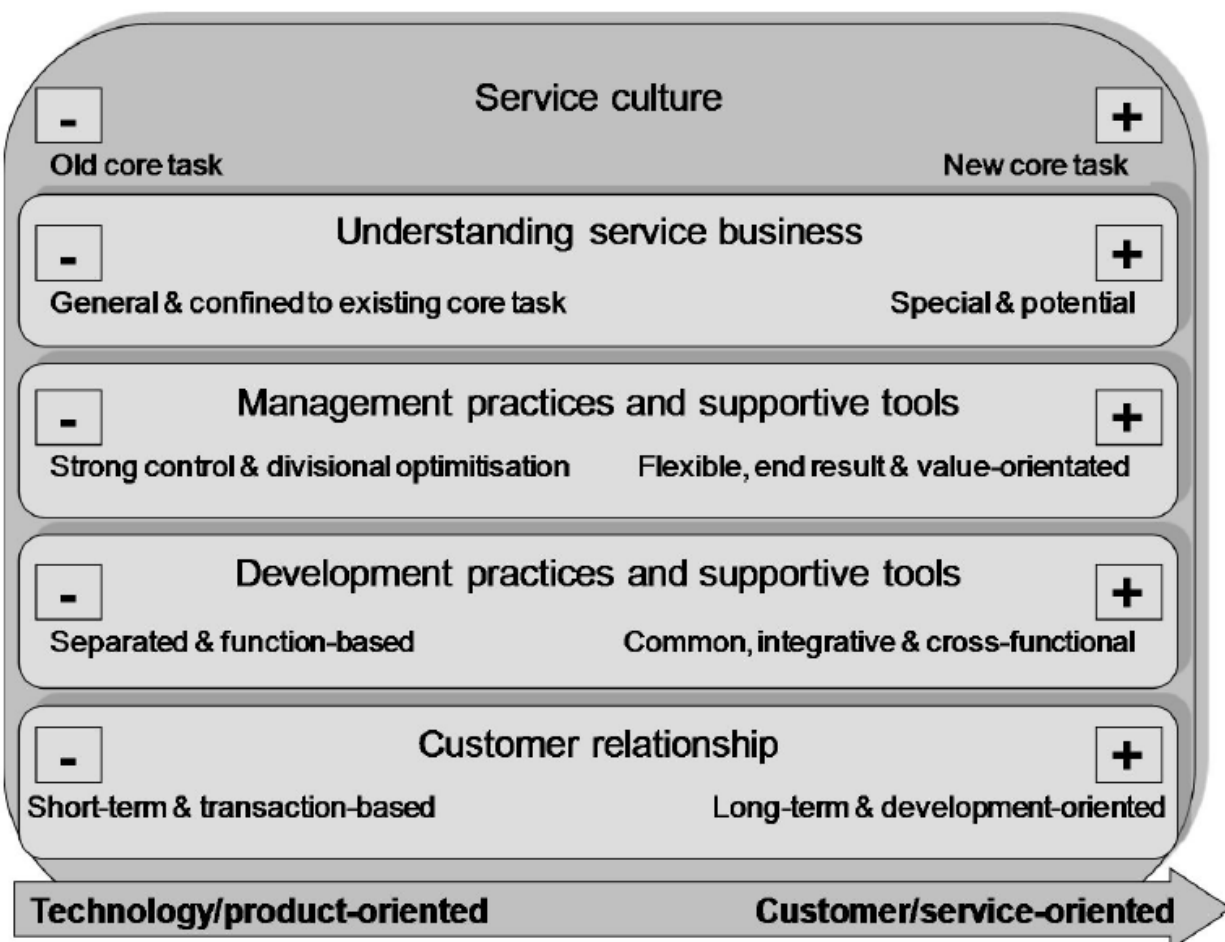 Service culture
- +
Old core task New core task
Understanding service business
- +
General & confined to existing core task Special & potential
Management practices and supportive tools
- +
Strong control & divisional optimitisation Flexible, end result & value-orientated
Development practices and supportive tools
- +
Separated & function-based Common, integrative & cross-functional
Customer relationship
- +
Short-term & transaction-based Long-term & development-oriented
Technology/product-oriented Customer/service-oriented